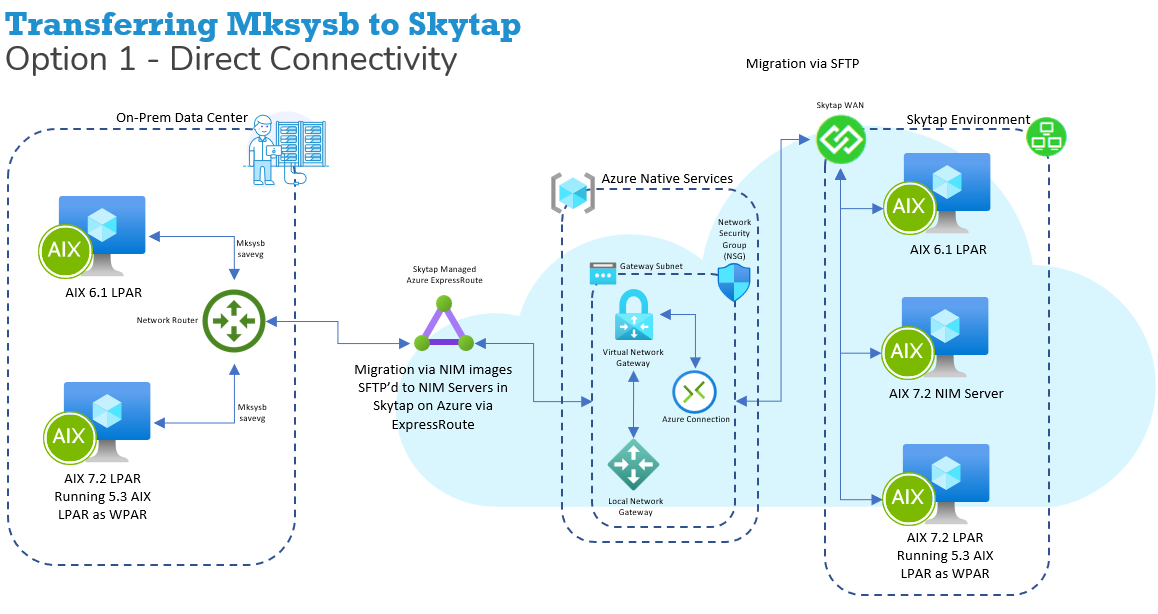 Transferring Mksysb to Skytap
Option 1 - Direct Connectivity
Migration via SFTP
On-Prem Data Center
AIX
AIX 6.1 LPAR
Mksysb
savevg
Network Router
Mksysb
savevg
AIX
AIX 7.2 LPAR
Running 5.3 AIX
LPAR as WPAR
Skytap Managed
Azure ExpressRoute
Migration via NIM images
SFTP'd to NIM Servers in
Skytap on Azure via
ExpressRoute
Azure Native Services
Network
Security
Group
(NSG)
Gateway Subnet
Virtual Network
Gateway
Azure Connection
Local Network
Gateway
Skytap WAN
Skytap Environment
AIX
AIX 6.1 LPAR
AIX
AIX 7.2 NIM Server
AIX
AIX 7.2 LPAR
Running 5.3 AIX
LPAR as WPAR